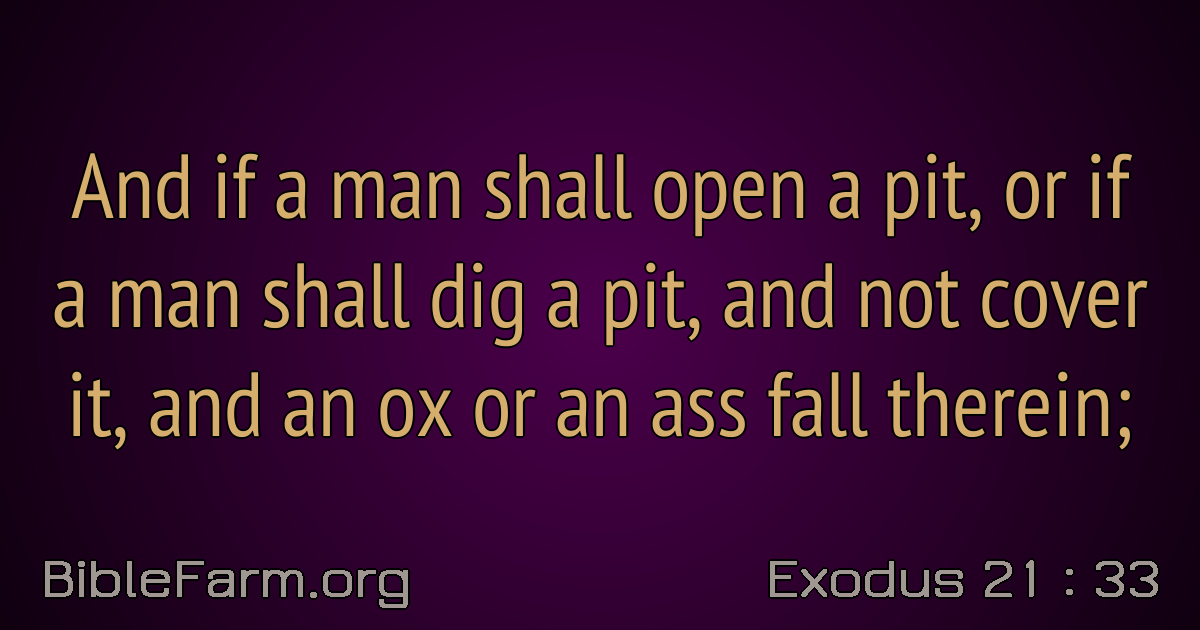 And if a man shall open a pit, or if
a man shall dig a pit, and not cover
it, and an ox or an ass fall therein;
BibleFarm.org
Exodus 21 : 33